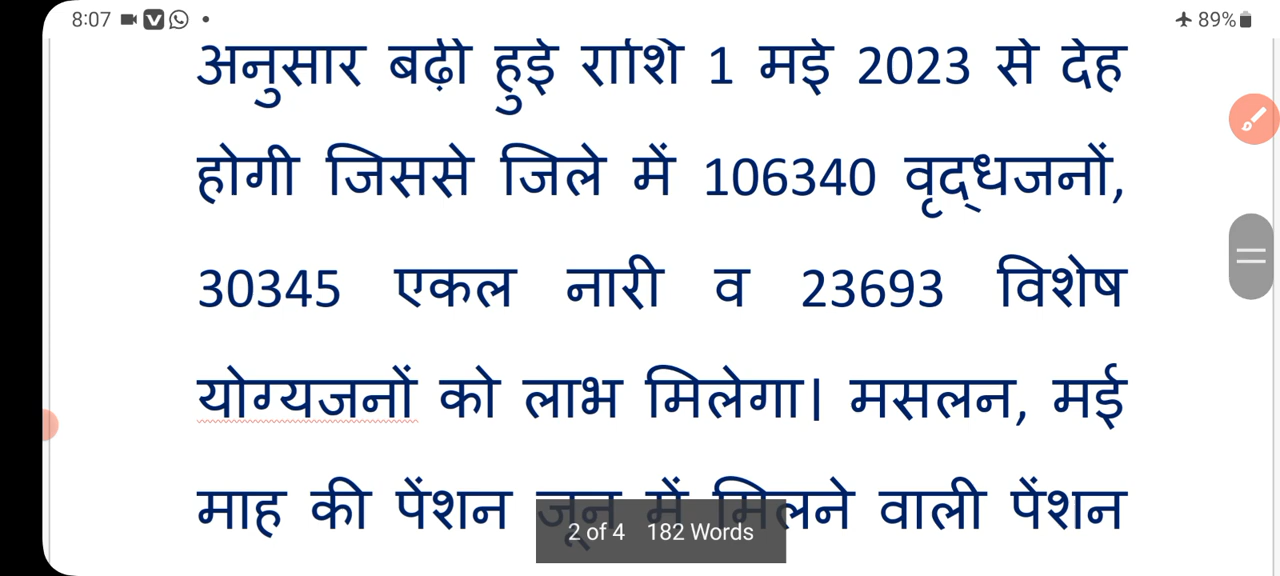 8:07
89%
अनुसार बढ़ी हुई राशि 1 मई 2023 से देह
होगी जिससे जिले में 106340 वृद्धजनों,
30345 एकल नारी व 23693 विशेष
योग्यजनों को लाभ मिलेगा। मसलन, मई
माह की पेंशन जून में मिलने वाली पेंशन
2 of 4 182 Words